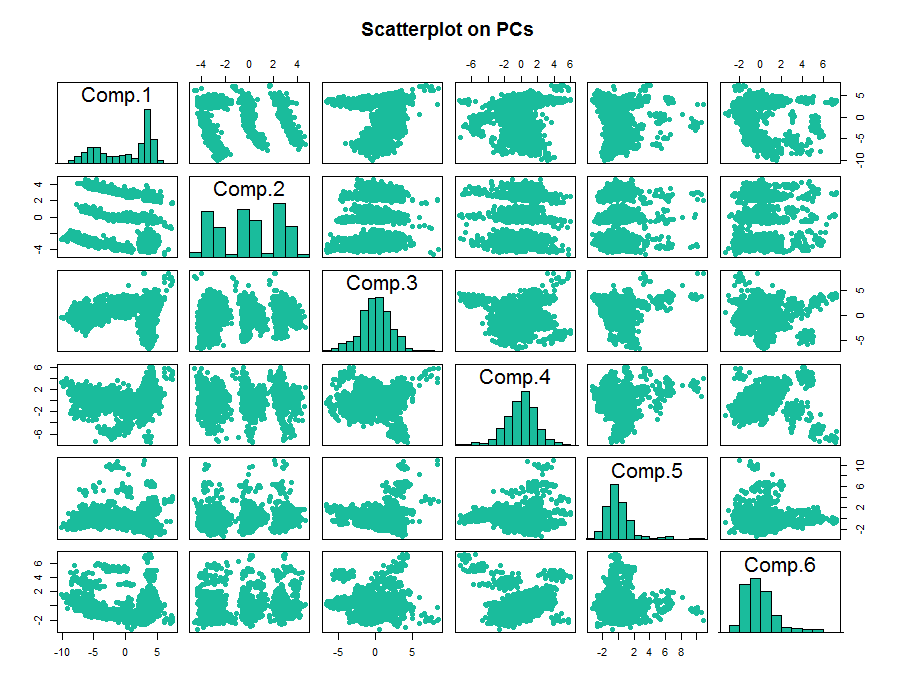 Scatterplot on PCs
-4 -2 0 2 4
-6 -2 2 4 6
-2 0 2 4 6
Comp.1
-10 -5 0 5
Comp.2
-4 0 2 4
Comp.3
-5 0 5
Comp.4
-6 -2 2 6
Comp.5
-2 2 6 10
Comp.6
-2 2 4 6
-10 -5 0 5
-5 0 5
-2 2 4 6 8